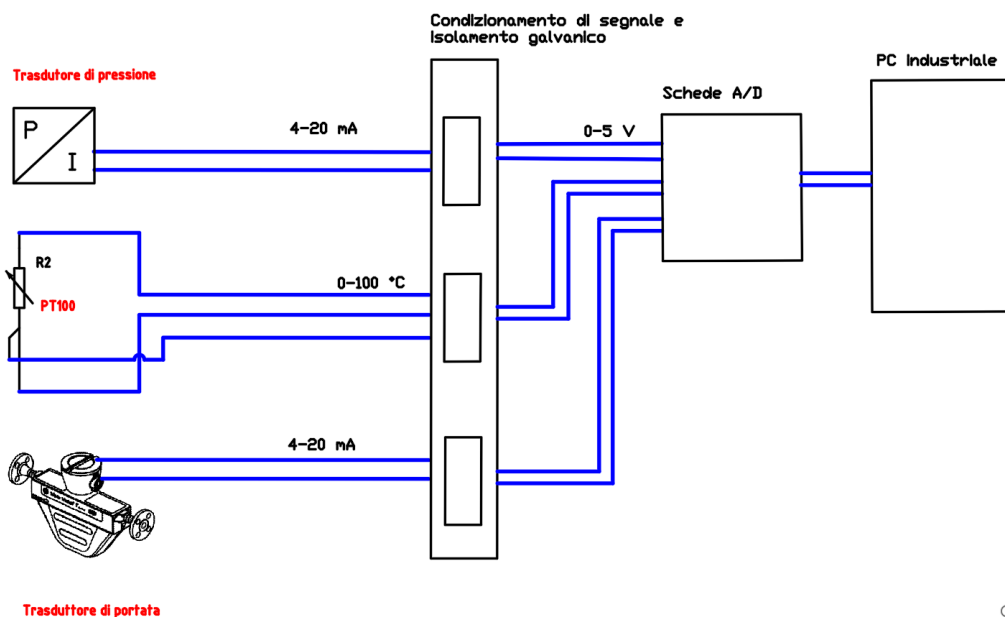 Condizionamento di segnale e
isolamento galvanico
PC industriale
Trasdutore di pressione
Schede A/D
4-20 mA
0-5 V
P
I
R2
0-100 °C
PT100
4-20 mA
Trasduttore di portata